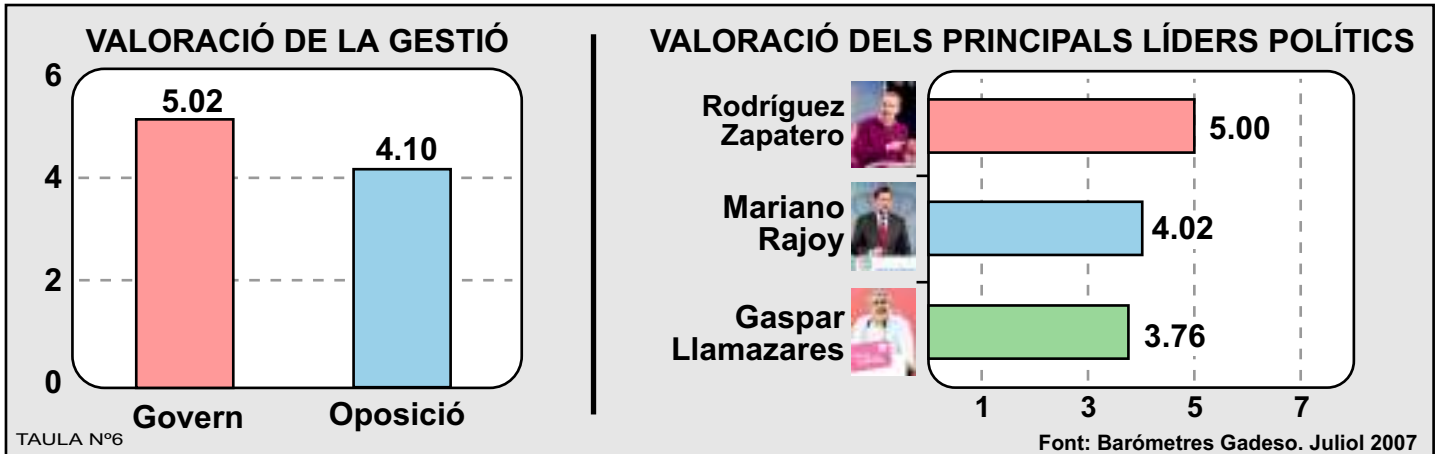 VALORACIÓ DE LA GESTIÓ
6
4
2
0
5.02
4.10
Govern
Oposició
TAULA Nº6
VALORACIÓ DELS PRINCIPALS LÍDERS POLÍTICS
Rodríguez
Zapatero
5.00
Mariano
Rajoy
4.02
Gaspar
Llamazares
3.76
1 3 5 7
Font: Barómetres Gadeso. Juliol 2007